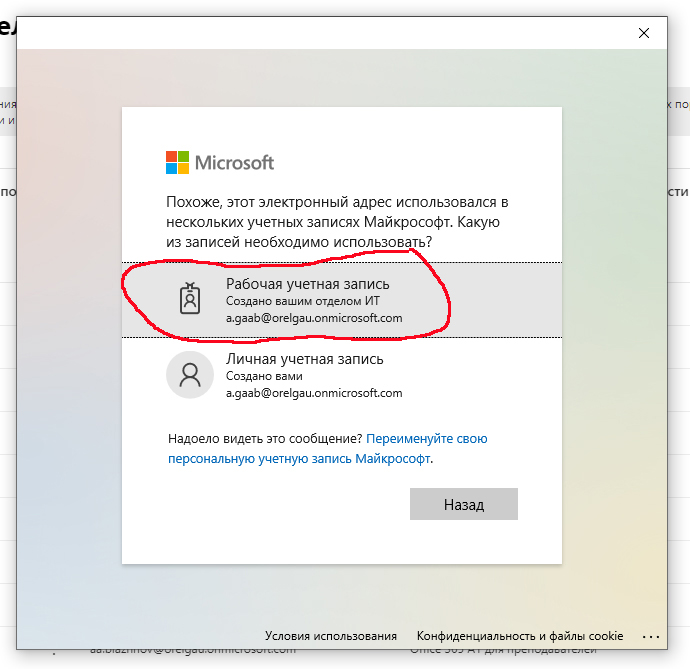 Microsoft
Похоже, этот электронный адрес использовался в
нескольких учетных записях Майкрософт. Какую
из записей необходимо использовать?
Рабочая учетная запись
Создано вашим отделом ИТ
a.gaab@orelgau.onmicrosoft.com
Личная учетная запись
Создано вами
a.gaab@orelgau.onmicrosoft.com
Надоело видеть это сообщение? Переименуйте свою
персональную учетную запись Майкрософт.
Назад
Условия использования Конфиденциальность и файлы cookie ...